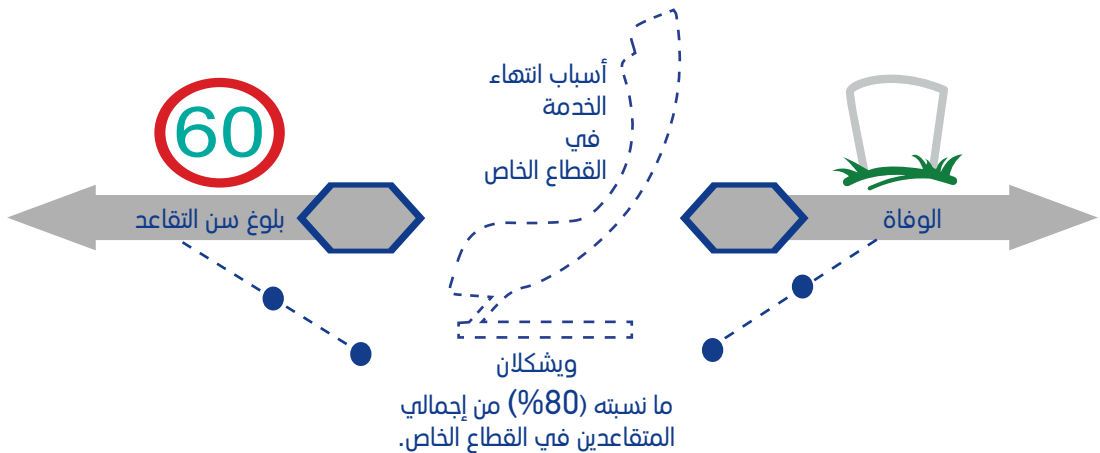 أسباب انتهاء
الخدمة
في
القطاع الخاص
60
الوفاة
بلوغ سن التقاعد
ويشكلان
ما نسبته (80%) من إجمالي
المتقاعدين في القطاع الخاص.